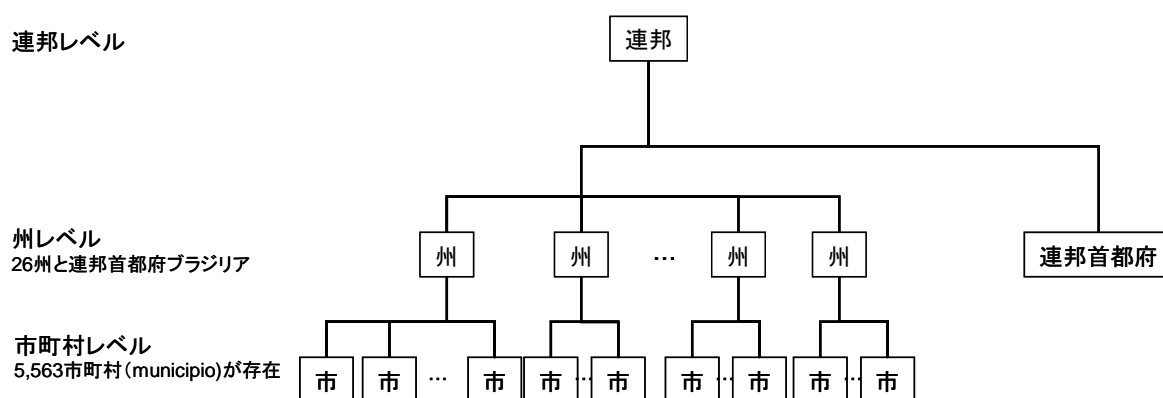 連邦レベル
連邦
州レベル
26州と連邦首都府ブラジリア
州
州
…
州
州
連邦首都府
市町村レベル
5,563市町村(municipio)が存在
市
市
…
市
市
…
市
市
…
市
市
…
市